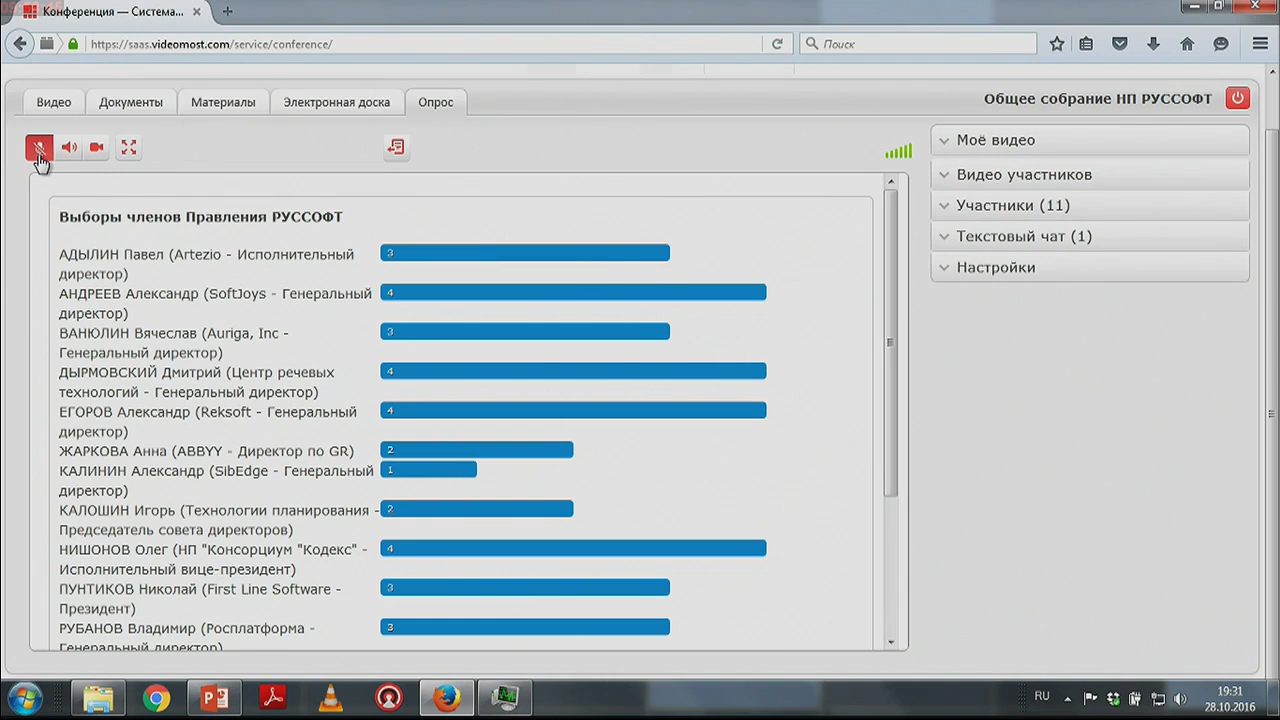 Конференция — Система...
https://saas.videomost.com/service/conference/
Поиск
Видео
Документы
Материалы
Электронная доска
Опрос
Общее собрание НП РУССОФТ
Моё видео
Видео участников
Участники (11)
Текстовый чат (1)
Настройки
Выборы членов Правления РУССОФТ
АДЫЛИН Павел (Artezio - Исполнительный 3
директор)
АНДРЕЕВ Александр (SoftJoys - Генеральный 4
директор)
ВАНЮЛИН Вячеслав (Auriga, Inc - 3
Генеральный директор)
ДЫРМОВСКИЙ Дмитрий (Центр речевых 4
технологий - Генеральный директор)
ЕГОРОВ Александр (Reksoft - Генеральный 4
директор)
ЖАРКОВА Анна (ABBYY - Директор по GR) 2
КАЛИНИН Александр (SibEdge - Генеральный 1
директор)
КАЛОШИН Игорь (Технологии планирования - 2
Председатель совета директоров)
НИШОНОВ Олег (НП "Консорциум "Кодекс" - 4
Исполнительный вице-президент)
ПУНТИКОВ Николай (First Line Software - 3
Президент)
РУБАНОВ Владимир (Росплатформа - 3
Генеральный директор)
RU
19:31
28.10.2016